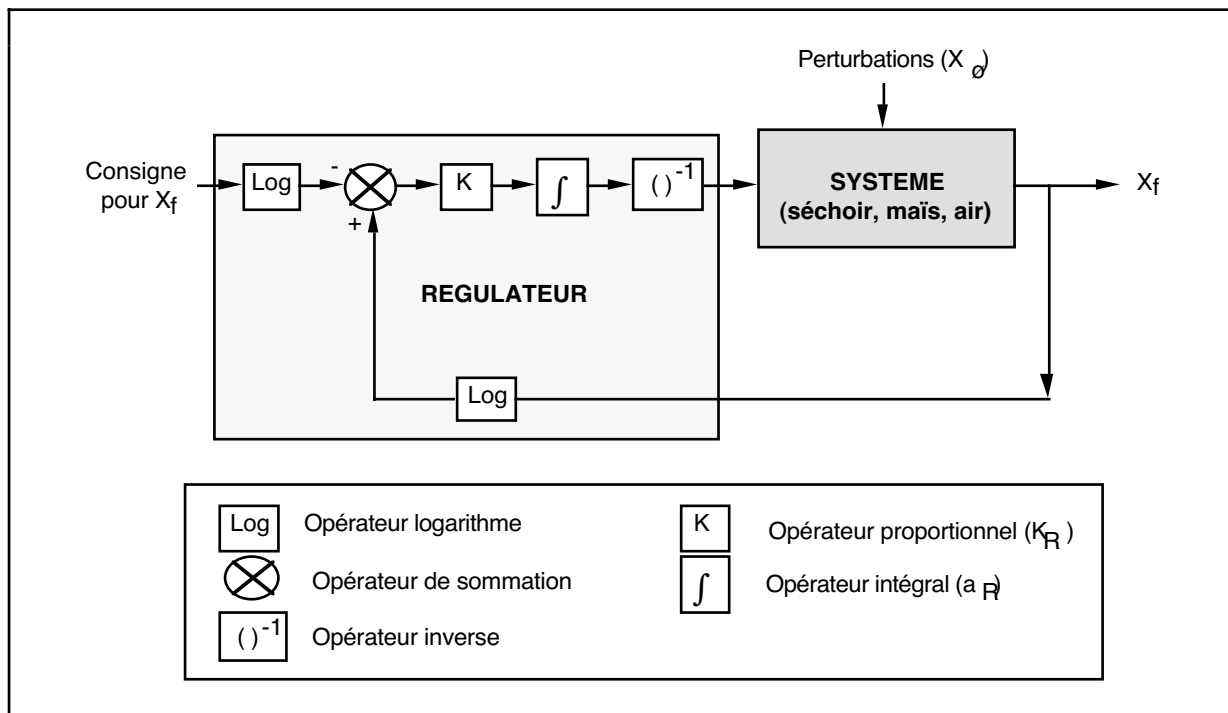 Perturbations (X ø)
Consigne
pour Xf
Log
-
+
K
∫
( )-1
SYSTEME
(séchoir, maïs, air)
Xf
REGULATEUR
Log
Log
Opérateur logarithme
K
Opérateur proportionnel (KR )
Opérateur de sommation
∫
Opérateur intégral (a R)
( )-1
Opérateur inverse